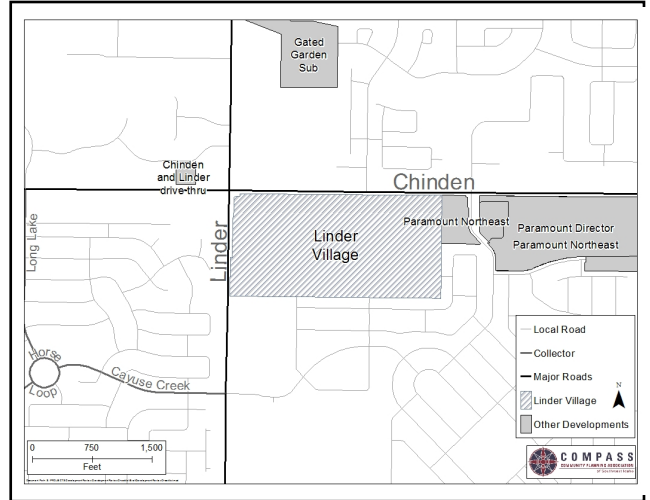 Gated
Garden
Sub
Chinden
and Linder
drive-thru
Chinden
Paramount Northeast
Paramount Director
Paramount Northeast
Linder
Village
Linder
Long Lake
Horse
Loop
Cayuse Creek
Local Road
Collector
Major Roads
Linder Village
Other Developments
N
0 750 1,500
Feet
COMPASS
COMMUNITY PLANNING ASSOCIATION
of Southwest Idaho